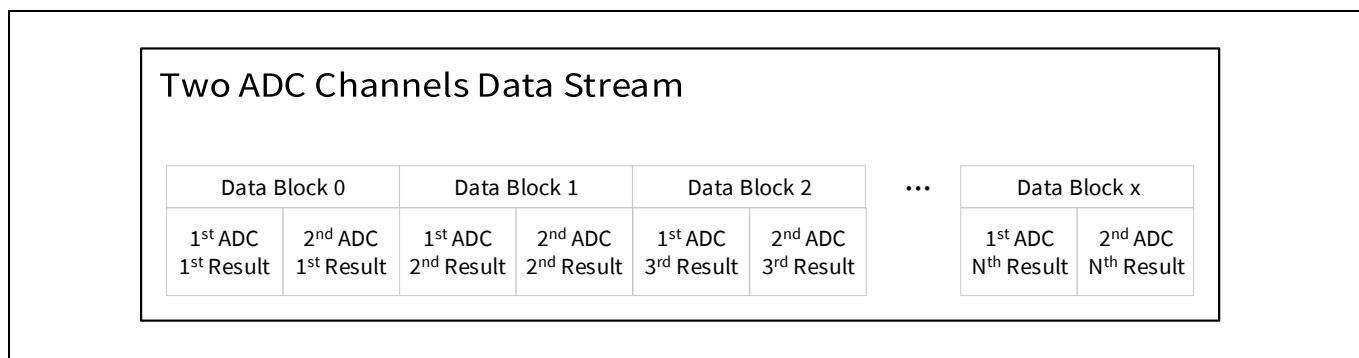 Two ADC Channels Data Stream
Data Block 0 Data Block 1 Data Block 2 ... Data Block x
1st ADC 2nd ADC 1st ADC 2nd ADC 1st ADC 2nd ADC 1st ADC 2nd ADC
1st Result 1st Result 2nd Result 2nd Result 3rd Result 3rd Result Nth Result Nth Result